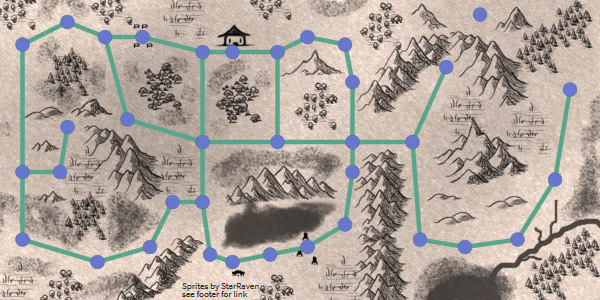 Sprites by StarRaven
see footer for link